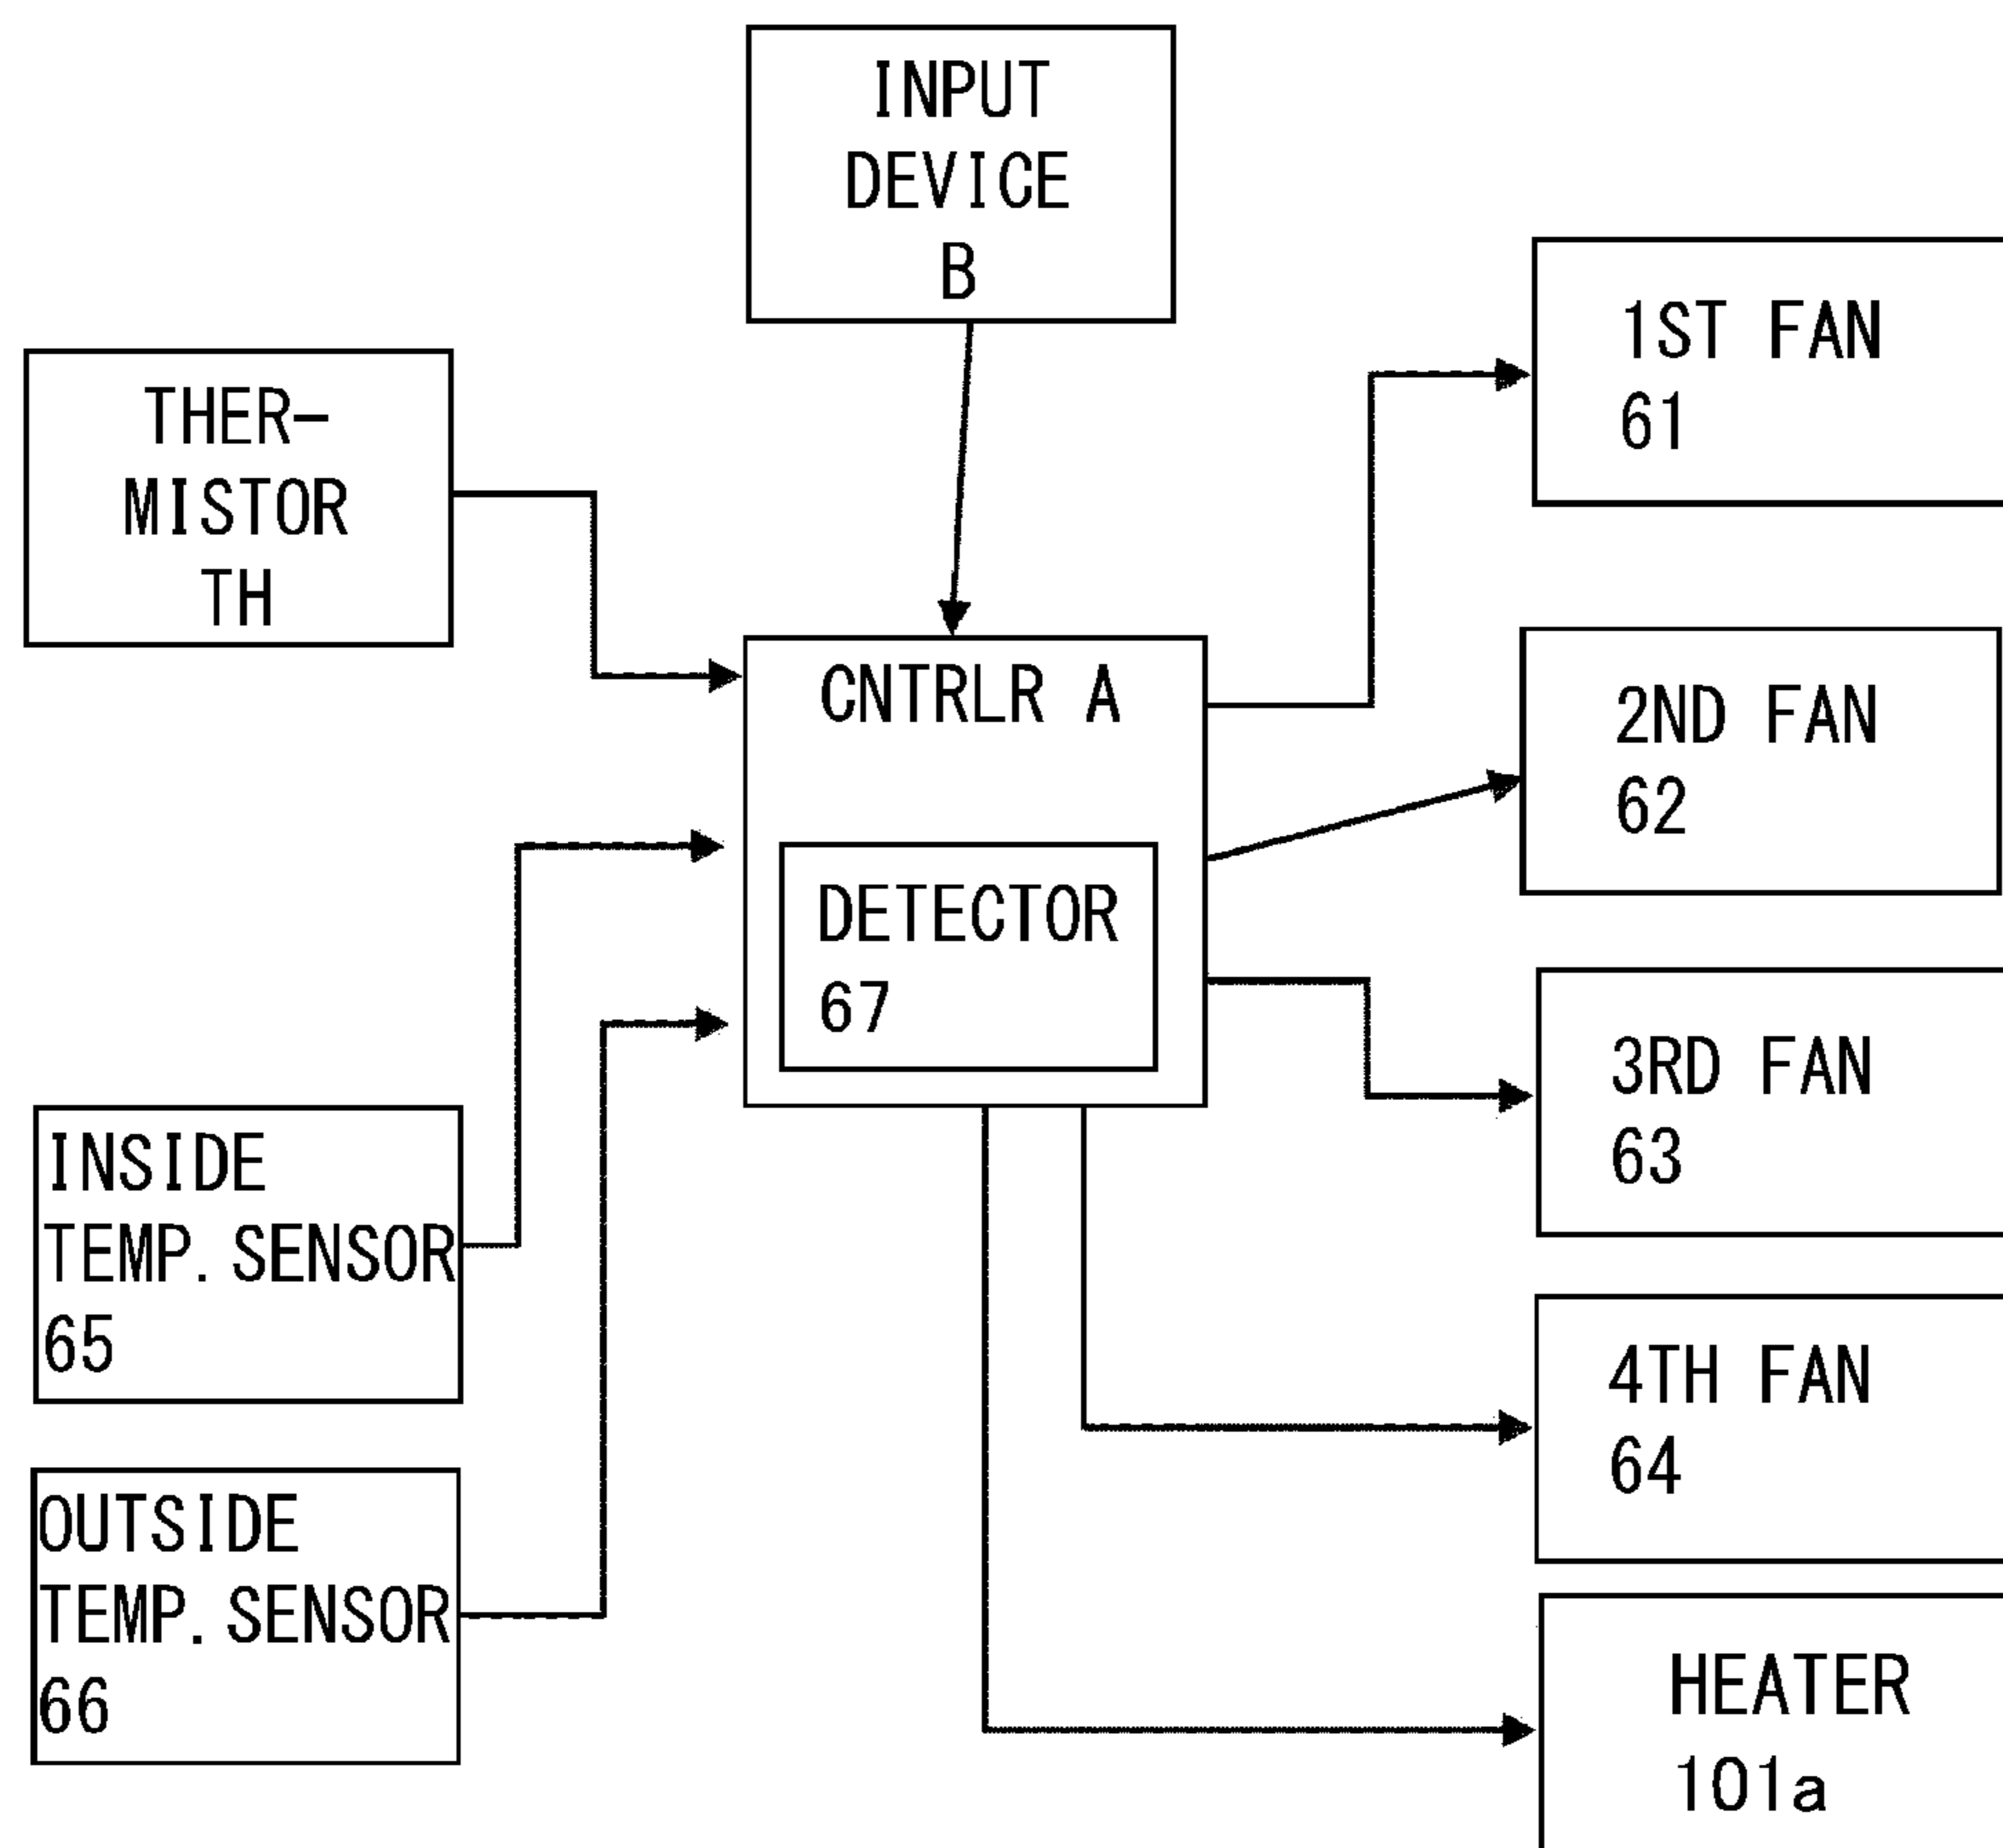 INPUT
DEVICE
B
THER-
MISTOR
TH
CNTRLR A
DETECTOR
67
INSIDE
TEMP. SENSOR
65
OUTSIDE
TEMP. SENSOR
66
1ST FAN
61
2ND FAN
62
3RD FAN
63
4TH FAN
64
HEATER
101a